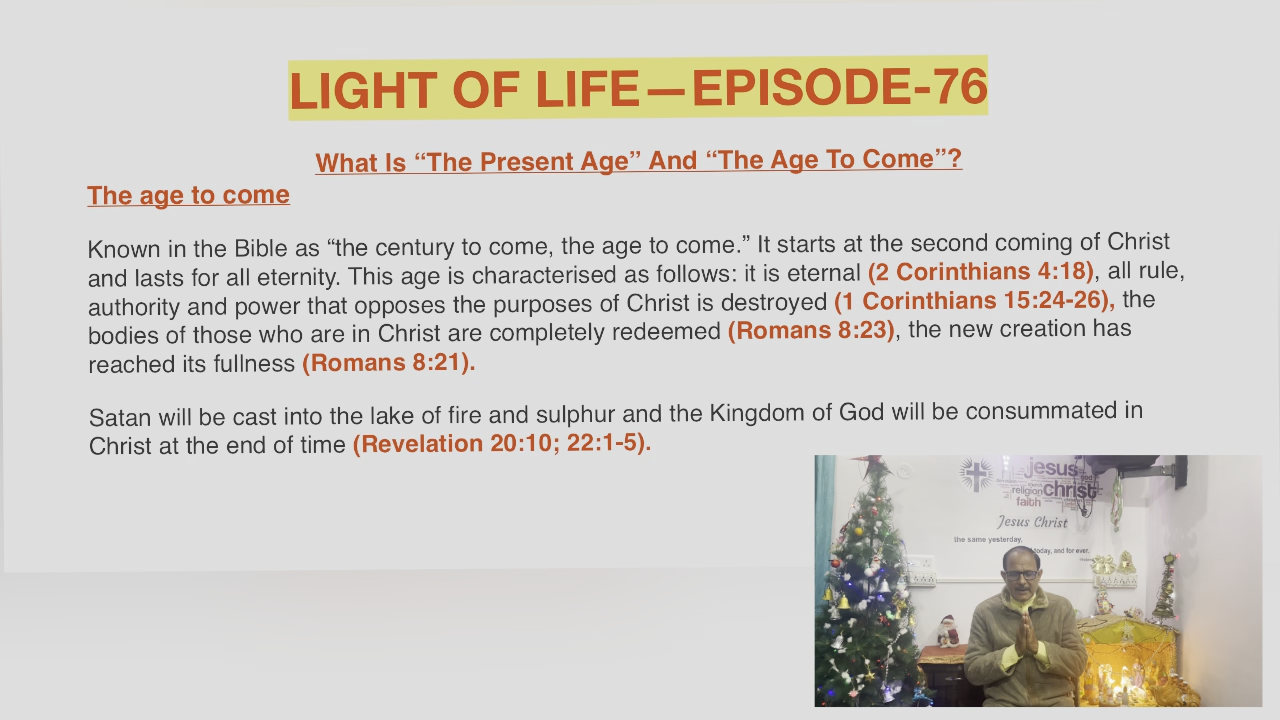 LIGHT OF LIFE—EPISODE-76
What Is “The Present Age” And “The Age To Come”?
The age to come
Known in the Bible as “the century to come, the age to come.” It starts at the second coming of Christ
and lasts for all eternity. This age is characterised as follows: it is eternal (2 Corinthians 4:18), all rule,
authority and power that opposes the purposes of Christ is destroyed (1 Corinthians 15:24-26), the
bodies of those who are in Christ are completely redeemed (Romans 8:23), the new creation has
reached its fullness (Romans 8:21).
Satan will be cast into the lake of fire and sulphur and the Kingdom of God will be consummated in
Christ at the end of time (Revelation 20:10; 22:1-5).
jesus
god
religion christ
faith
Jesus Christ
the same yesterday,
today, and for ever.